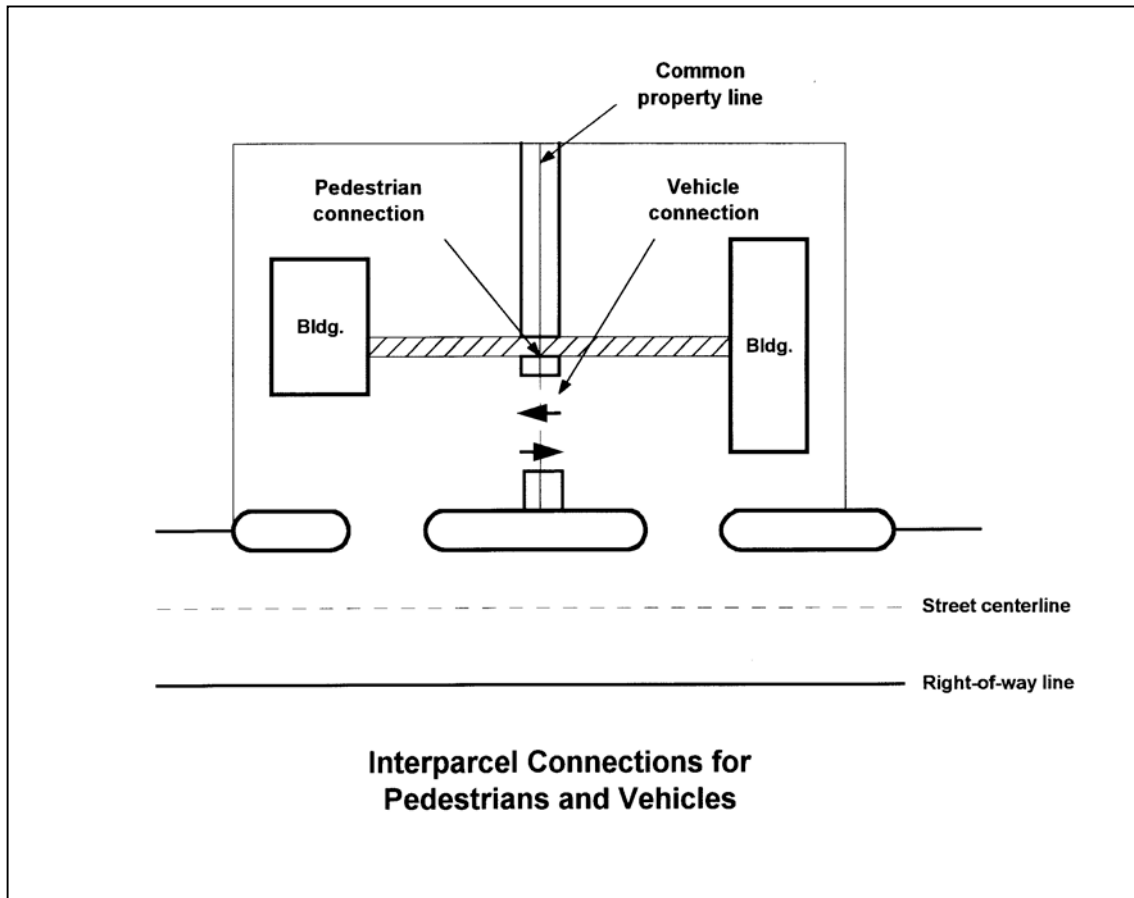 Common
property line
Pedestrian
connection
Vehicle
connection
Bldg.
Bldg.
Street centerline
Right-of-way line
Interparcel Connections for
Pedestrians and Vehicles